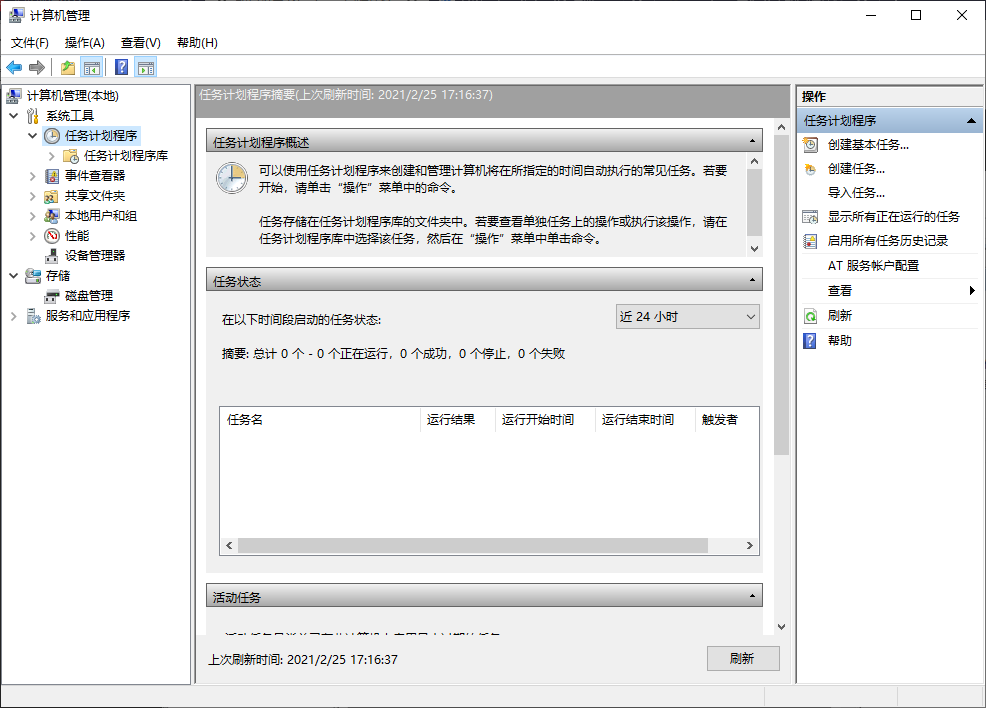 计算机管理
文件(F) 操作(A) 查看(V) 帮助(H)
计算机管理(本地)
系统工具
任务计划程序
任务计划程序库
事件查看器
共享文件夹
本地用户和组
性能
设备管理器
存储
磁盘管理
服务和应用程序
任务计划程序摘要(上次刷新时间: 2021/2/25 17:16:37)
任务计划程序概述
可以使用任务计划程序来创建和管理计算机将在所指定的时间自动执行的常见任务。若要
开始，请单击“操作”菜单中的命令。
任务存储在任务计划程序库的文件夹中。若要查看单独任务上的操作或执行该操作，请在
任务计划程序库中选择该任务，然后在“操作”菜单中单击命令。
任务状态
在以下时间段启动的任务状态:
近 24 小时
摘要: 总计 0 个 - 0 个正在运行，0 个成功，0 个停止，0 个失败
任务名 运行结果 运行开始时间 运行结束时间 触发者
活动任务
上次刷新时间: 2021/2/25 17:16:37
刷新
操作
任务计划程序
创建基本任务...
创建任务...
导入任务...
显示所有正在运行的任务
启用所有任务历史记录
AT 服务帐户配置
查看
刷新
帮助